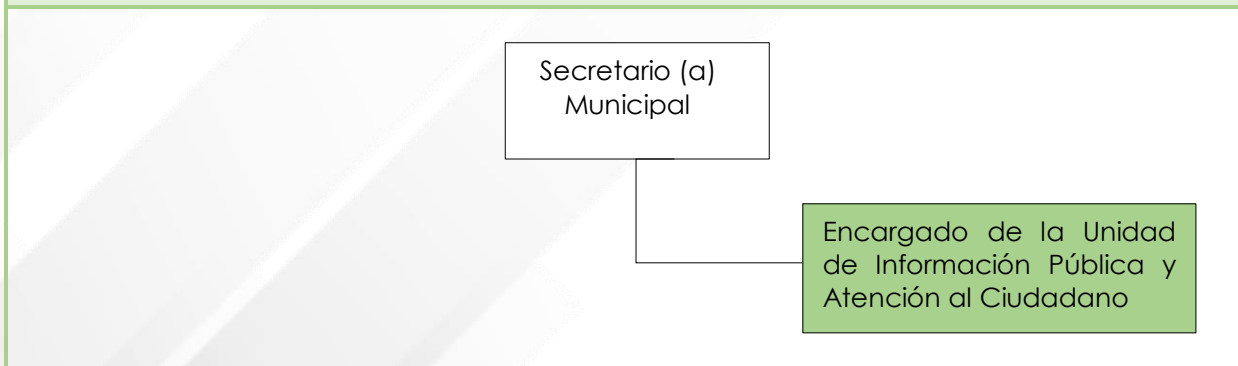 Secretario (a)
Municipal
Encargado de la Unidad
de Información Pública y
Atención al Ciudadano